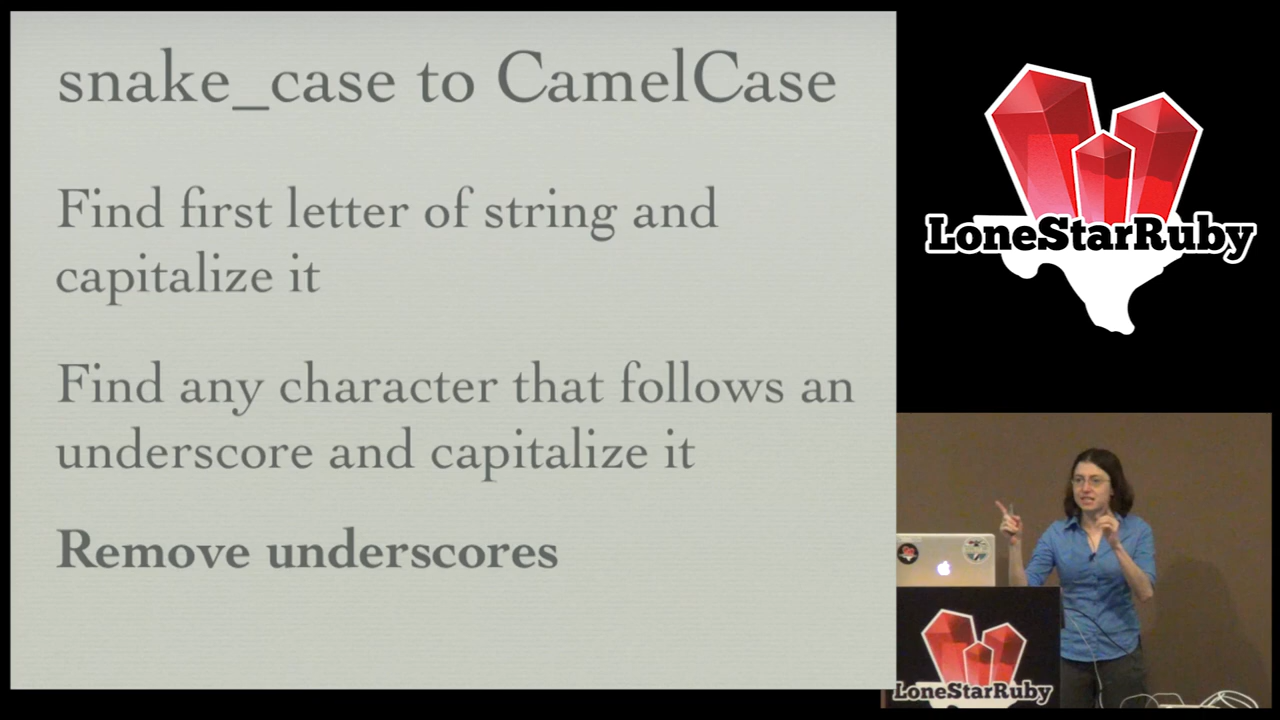 snake_case to CamelCase
Find first letter of string and
capitalize it
Find any character that follows an
underscore and capitalize it
Remove underscores
LoneStarRuby
LoneStarRuby